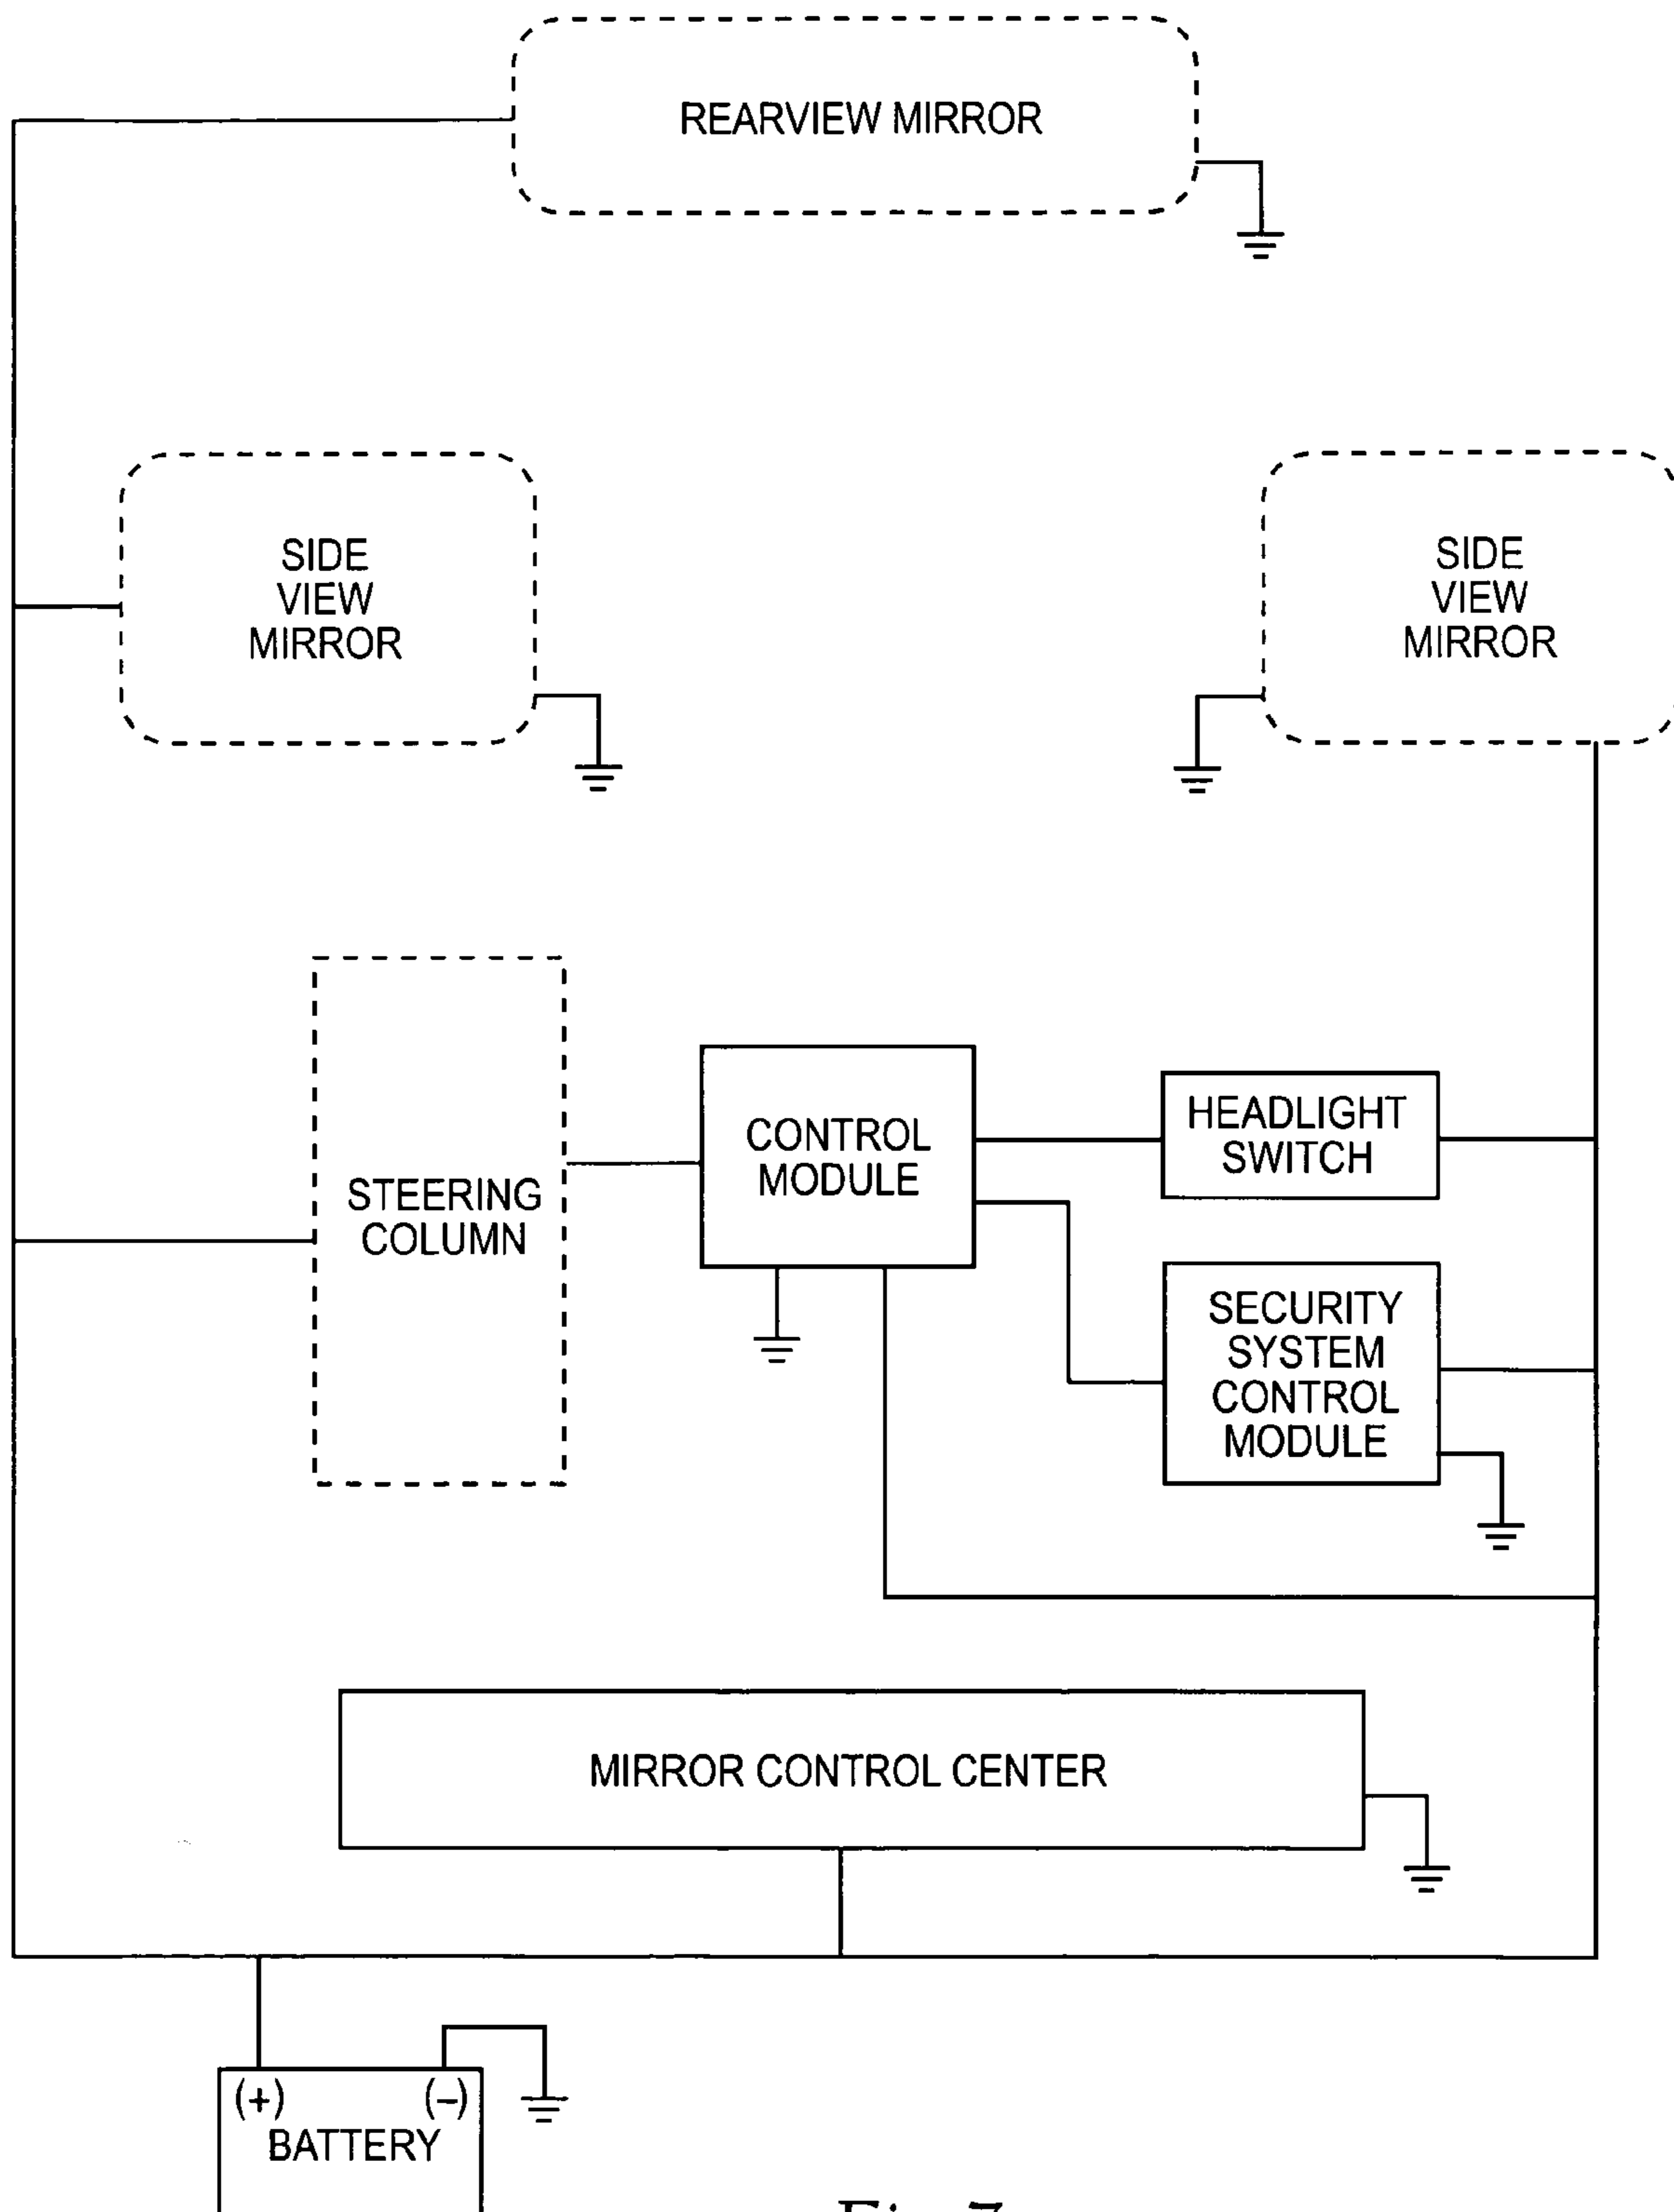 REARVIEW MIRROR
SIDE
VIEW
MIRROR
SIDE
VIEW
MIRROR
STEERING
COLUMN
CONTROL
MODULE
HEADLIGHT
SWITCH
SECURITY
SYSTEM
CONTROL
MODULE
MIRROR CONTROL CENTER
(+) (–)
BATTERY